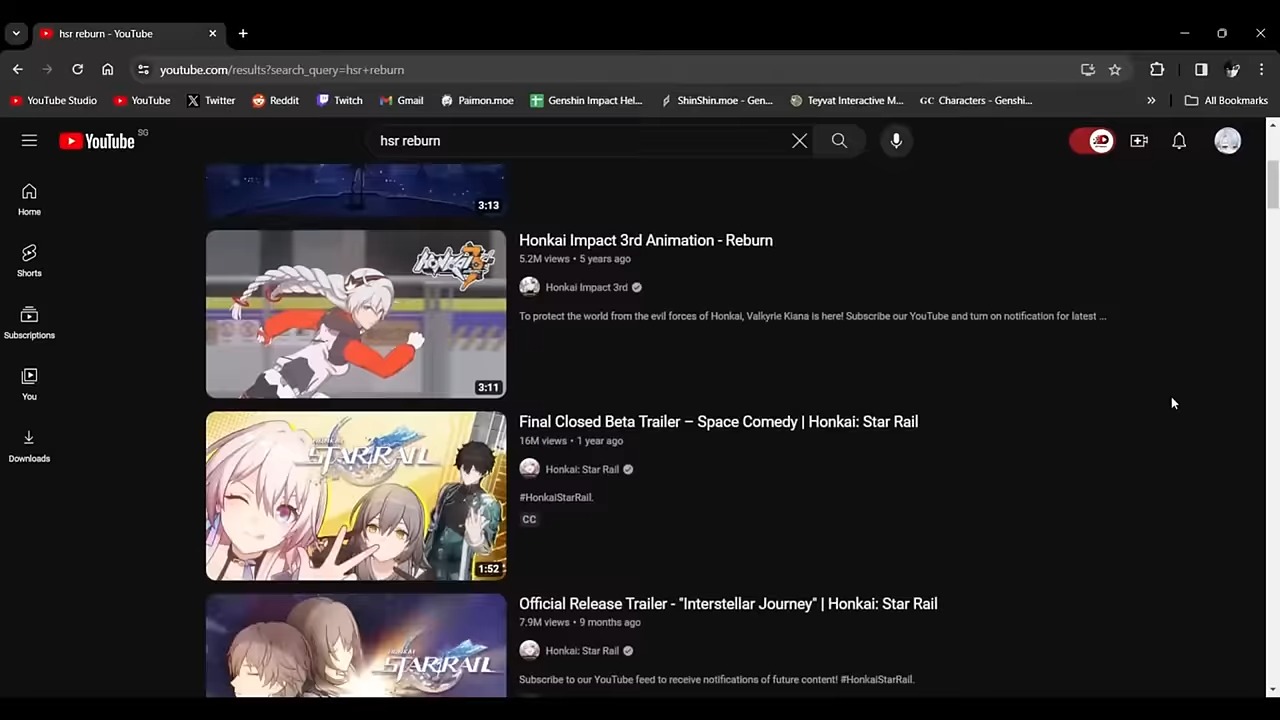 hsr reburn - YouTube
youtube.com/results?search_query=hsr+reburn
YouTube Studio YouTube Twitter Reddit Twitch Gmail Paimon.moe Genshin Impact Hel... ShinShin.moe - Gen... Teyvat Interactive M... GC Characters - Genshi... » All Bookmarks
YouTube SG
hsr reburn
Home
Shorts
Subscriptions
You
Downloads
3:13
HONKAI 3rd
3:11
Honkai Impact 3rd Animation - Reburn
5.2M views • 5 years ago
Honkai Impact 3rd
To protect the world from the evil forces of Honkai, Valkyrie Kiana is here! Subscribe our YouTube and turn on notification for latest ...
HONKAI
STAR RAIL
1:52
Final Closed Beta Trailer – Space Comedy | Honkai: Star Rail
16M views • 1 year ago
Honkai: Star Rail
#HonkaiStarRail.
CC
HONKAI
STAR RAIL
Official Release Trailer - "Interstellar Journey" | Honkai: Star Rail
7.9M views • 9 months ago
Honkai: Star Rail
Subscribe to our YouTube feed to receive notifications of future content! #HonkaiStarRail.